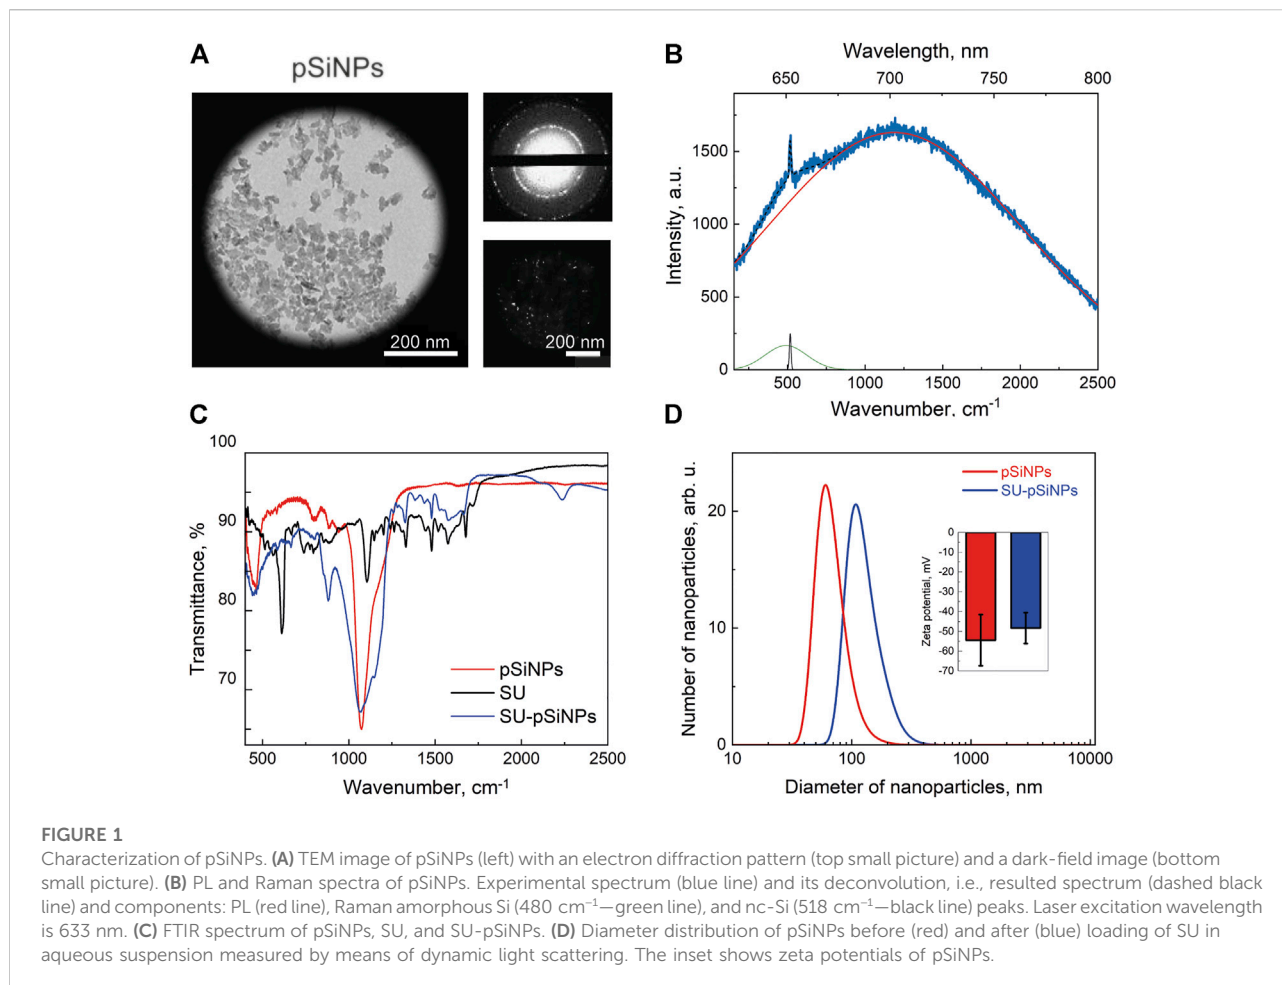 A
pSiNPs
200 nm
200 nm
B
Wavelength, nm
650 700 750 800
Intensity, a.u.
1500
1000
500
0
500 1000 1500 2000 2500
Wavenumber, cm⁻¹
C
Transmittance, %
100
90
80
70
pSiNPs
SU
SU-pSiNPs
500 1000 1500 2000 2500
Wavenumber, cm⁻¹
D
Number of nanoparticles, arb. u.
20
10
0
pSiNPs
SU-pSiNPs
Zeta potential, mV
0
-10
-20
-30
-40
-50
-60
-70
10 100 1000 10000
Diameter of nanoparticles, nm
FIGURE 1
Characterization of pSiNPs. (A) TEM image of pSiNPs (left) with an electron diffraction pattern (top small picture) and a dark-field image (bottom
small picture). (B) PL and Raman spectra of pSiNPs. Experimental spectrum (blue line) and its deconvolution, i.e., resulted spectrum (dashed black
line) and components: PL (red line), Raman amorphous Si (480 cm⁻¹—green line), and nc-Si (518 cm⁻¹—black line) peaks. Laser excitation wavelength
is 633 nm. (C) FTIR spectrum of pSiNPs, SU, and SU-pSiNPs. (D) Diameter distribution of pSiNPs before (red) and after (blue) loading of SU in
aqueous suspension measured by means of dynamic light scattering. The inset shows zeta potentials of pSiNPs.